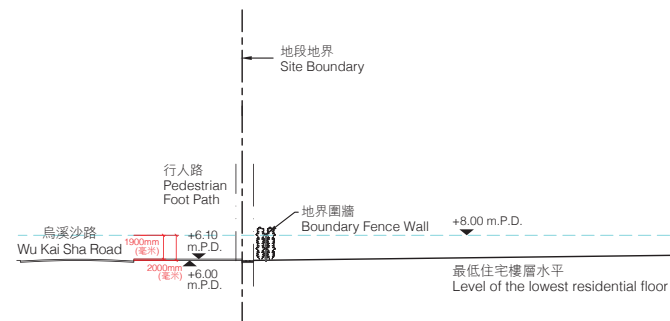 地段地界
Site Boundary
行人路
Pedestrian
Foot Path
地界圍牆
Boundary Fence Wall
+8.00 m.P.D.
烏溪沙路
Wu Kai Sha Road
1900mm
(毫米)
+6.10
m.P.D.
2000mm
(毫米)
+6.00
m.P.D.
最低住宅樓層水平
Level of the lowest residential floor